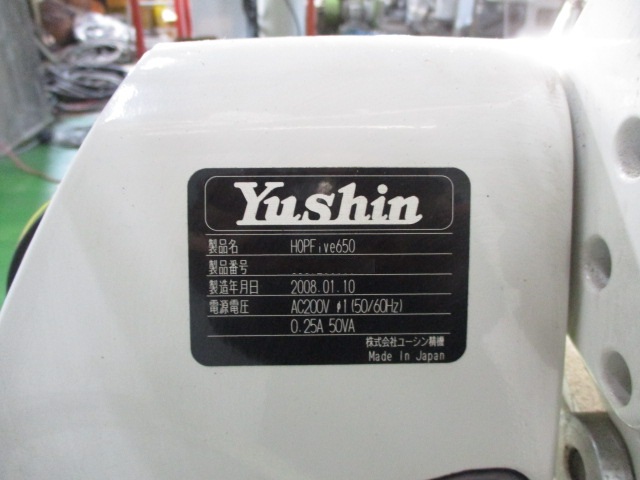 Yushin
製品名 HOPFive650
製品番号
製造年月日 2008.01.10
電源電圧 AC200V φ1(50/60Hz)
0.25A 50VA
株式会社ユーシン精機
Made In Japan